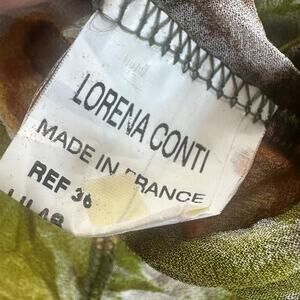 LORENA CONTI
MADE IN FRANCE
REF 36